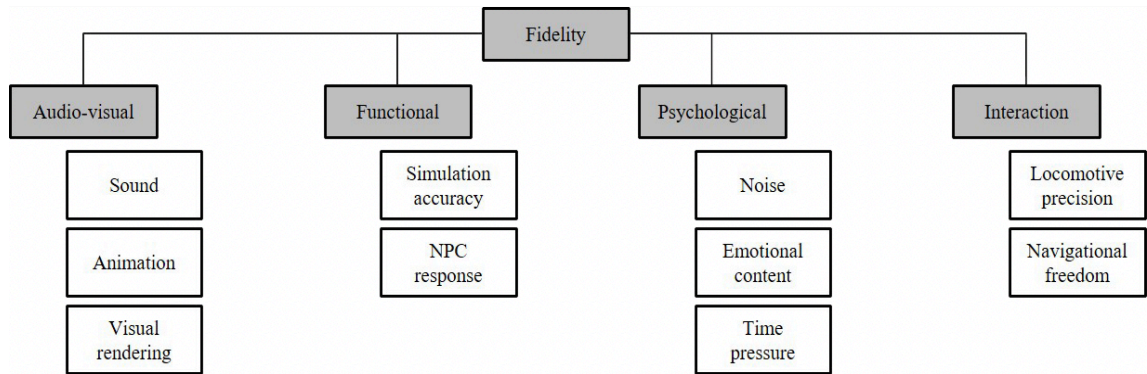 Fidelity
Audio-visual
Functional
Psychological
Interaction
Sound
Simulation
accuracy
Noise
Locomotive
precision
Animation
NPC
response
Emotional
content
Navigational
freedom
Visual
rendering
Time
pressure